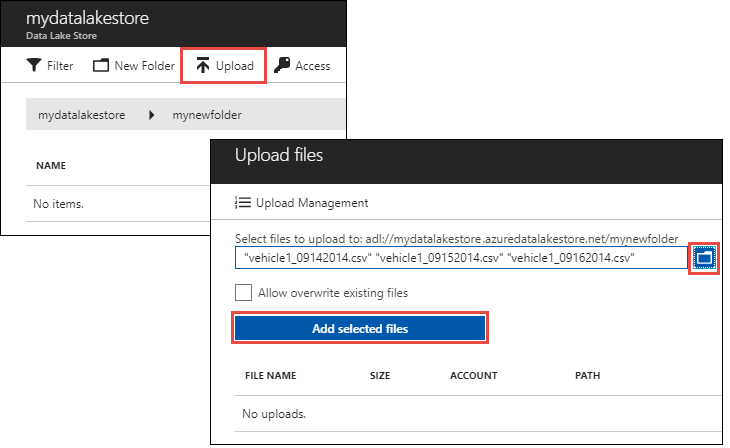 mydatalakestore
Data Lake Store
Filter New Folder Upload Access
mydatalakestore mynewfolder
NAME
No items.
Upload files
Upload Management
Select files to upload to: adl://mydatalakestore.azuredatalakestore.net/mynewfolder
"vehicle1_09142014.csv" "vehicle1_09152014.csv" "vehicle1_09162014.csv"
Allow overwrite existing files
Add selected files
FILE NAME SIZE ACCOUNT PATH
No uploads.